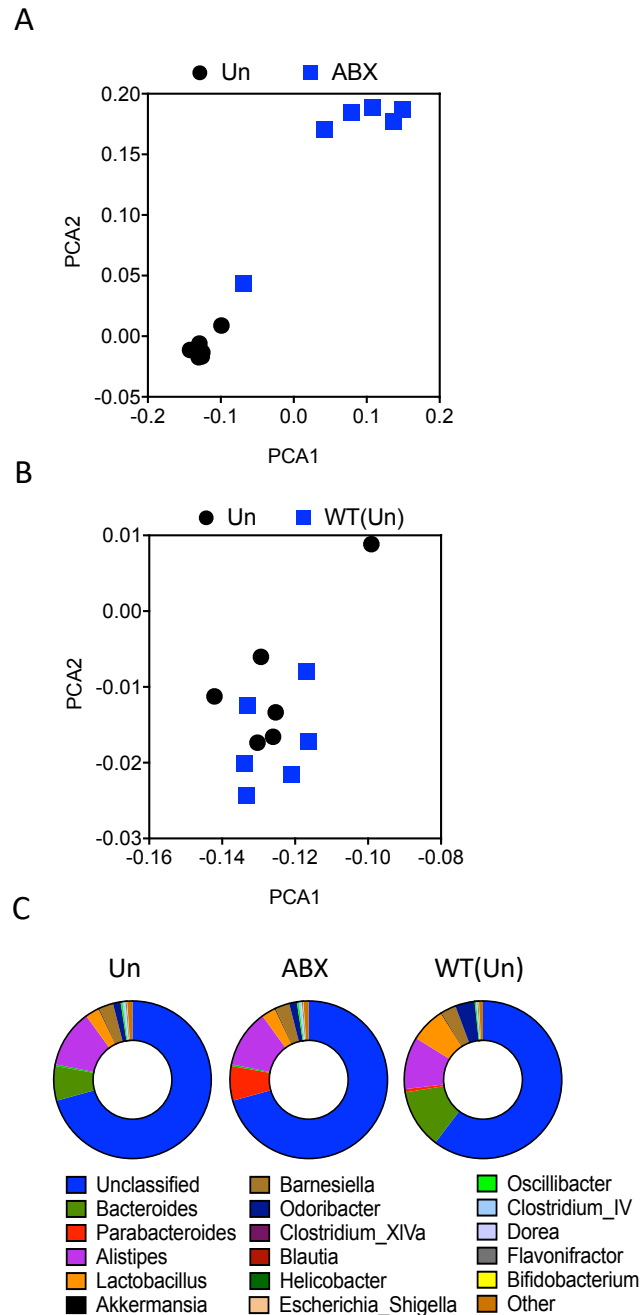 A
Un ABX
0.20
0.15
0.10
0.05
0.00
-0.05
PCA2
-0.2 -0.1 0.0 0.1 0.2
PCA1
B
Un WT(Un)
0.01
0.00
-0.01
-0.02
-0.03
PCA2
-0.16 -0.14 -0.12 -0.10 -0.08
PCA1
C
Un ABX WT(Un)
Unclassified
Bacteroides
Parabacteroides
Alistipes
Lactobacillus
Akkermansia
Barnesiella
Odoribacter
Clostridium_XIVa
Blautia
Helicobacter
Escherichia_Shigella
Oscillibacter
Clostridium_IV
Dorea
Flavonifractor
Bifidobacterium
Other